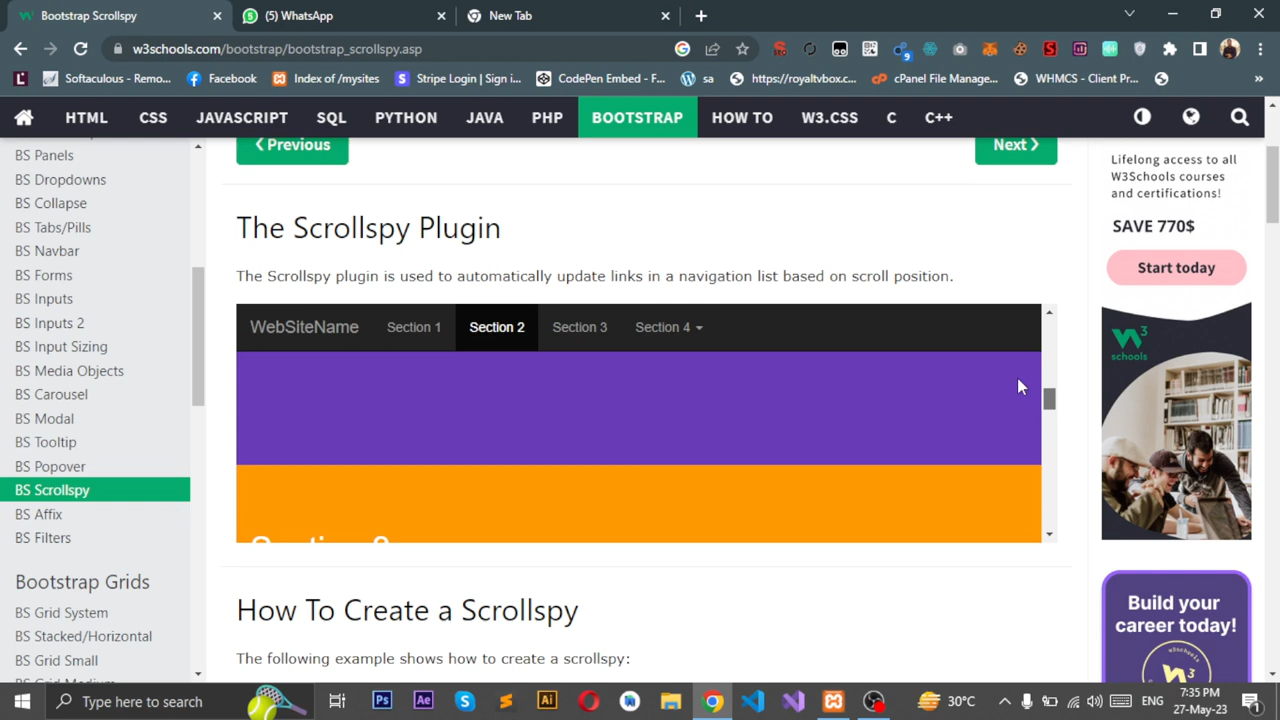 Bootstrap Scrollspy
(5) WhatsApp
New Tab
w3schools.com/bootstrap/bootstrap_scrollspy.asp
9
Softaculous - Remo...
Facebook
Index of /mysites
Stripe Login | Sign i...
CodePen Embed - F...
sa
https://royaltvbox.c...
cPanel File Manage...
WHMCS - Client P
»
HTML
CSS
JAVASCRIPT
SQL
PYTHON
JAVA
PHP
BOOTSTRAP
HOW TO
W3.CSS
C
C++
BS Panels
BS Dropdowns
BS Collapse
BS Tabs/Pills
BS Navbar
BS Forms
BS Inputs
BS Inputs 2
BS Input Sizing
BS Media Objects
BS Carousel
BS Modal
BS Tooltip
BS Popover
BS Scrollspy
BS Affix
BS Filters
Bootstrap Grids
BS Grid System
BS Stacked/Horizontal
BS Grid Small
❮ Previous
Next ❯
The Scrollspy Plugin
The Scrollspy plugin is used to automatically update links in a navigation list based on scroll position.
WebSiteName
Section 1
Section 2
Section 3
Section 4
How To Create a Scrollspy
The following example shows how to create a scrollspy:
Lifelong access to all
W3Schools courses
and certifications!
SAVE 770$
Start today
W3
schools
Build your
career today!
Type here to search
Ps
Ae
Ai
30°C
ENG
7:35 PM
27-May-23
1